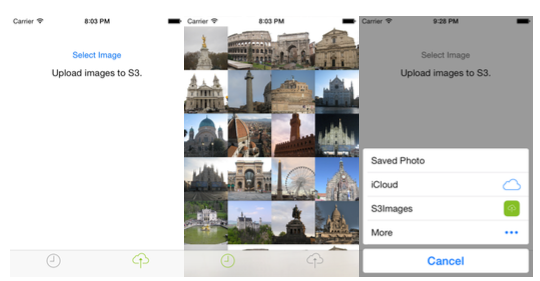 Carrier 8:03 PM
Select Image
Upload images to S3.
Carrier 8:03 PM
Carrier 9:28 PM
Select Image
Upload images to S3.
Saved Photo
iCloud
S3Images
More
Cancel